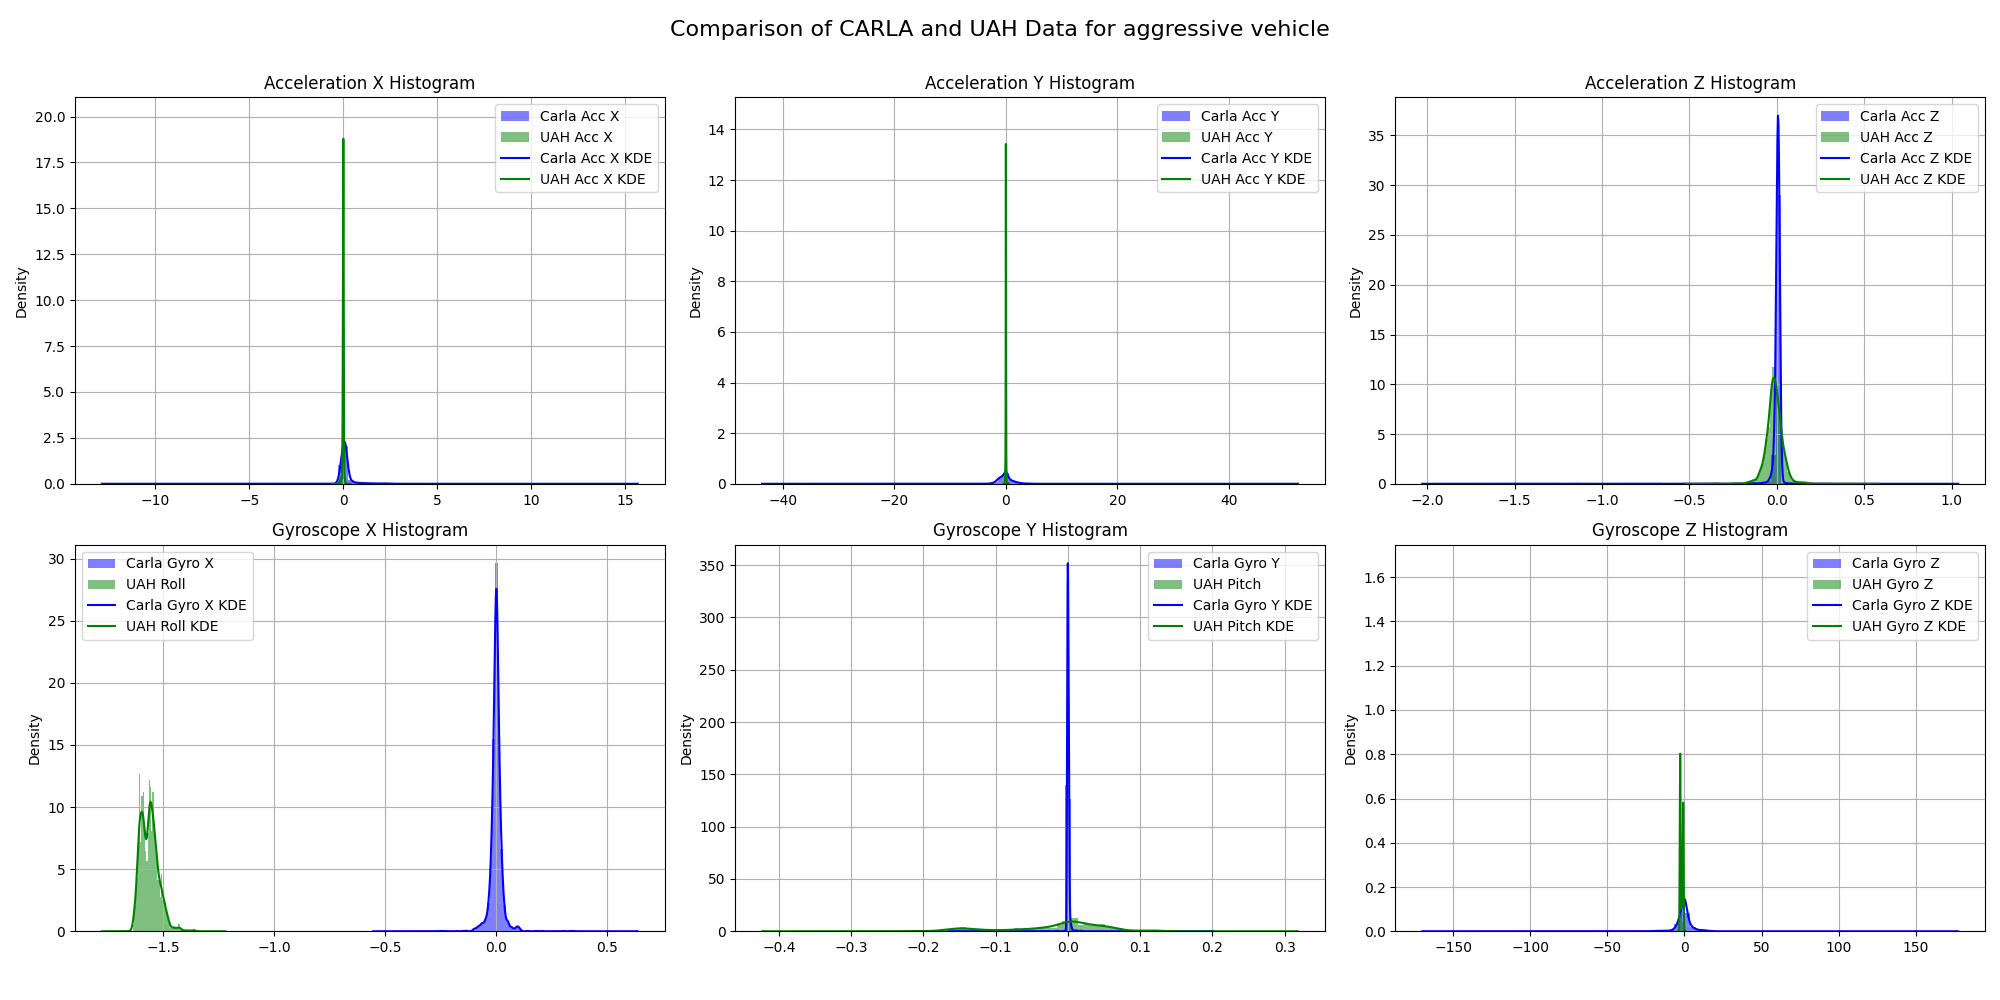 Comparison of CARLA and UAH Data for aggressive vehicle
Acceleration X Histogram
Density
20.0
17.5
15.0
12.5
10.0
7.5
5.0
2.5
0.0
−10
−5
0
5
10
15
Carla Acc X
UAH Acc X
Carla Acc X KDE
UAH Acc X KDE
Acceleration Y Histogram
Density
14
12
10
8
6
4
2
0
−40
−20
0
20
40
Carla Acc Y
UAH Acc Y
Carla Acc Y KDE
UAH Acc Y KDE
Acceleration Z Histogram
Density
35
30
25
20
15
10
5
0
−2.0
−1.5
−1.0
−0.5
0.0
0.5
1.0
Carla Acc Z
UAH Acc Z
Carla Acc Z KDE
UAH Acc Z KDE
Gyroscope X Histogram
Density
30
25
20
15
10
5
0
−1.5
−1.0
−0.5
0.0
0.5
Carla Gyro X
UAH Roll
Carla Gyro X KDE
UAH Roll KDE
Gyroscope Y Histogram
Density
350
300
250
200
150
100
50
0
−0.4
−0.3
−0.2
−0.1
0.0
0.1
0.2
0.3
Carla Gyro Y
UAH Pitch
Carla Gyro Y KDE
UAH Pitch KDE
Gyroscope Z Histogram
Density
1.6
1.4
1.2
1.0
0.8
0.6
0.4
0.2
0.0
−150
−100
−50
0
50
100
150
Carla Gyro Z
UAH Gyro Z
Carla Gyro Z KDE
UAH Gyro Z KDE